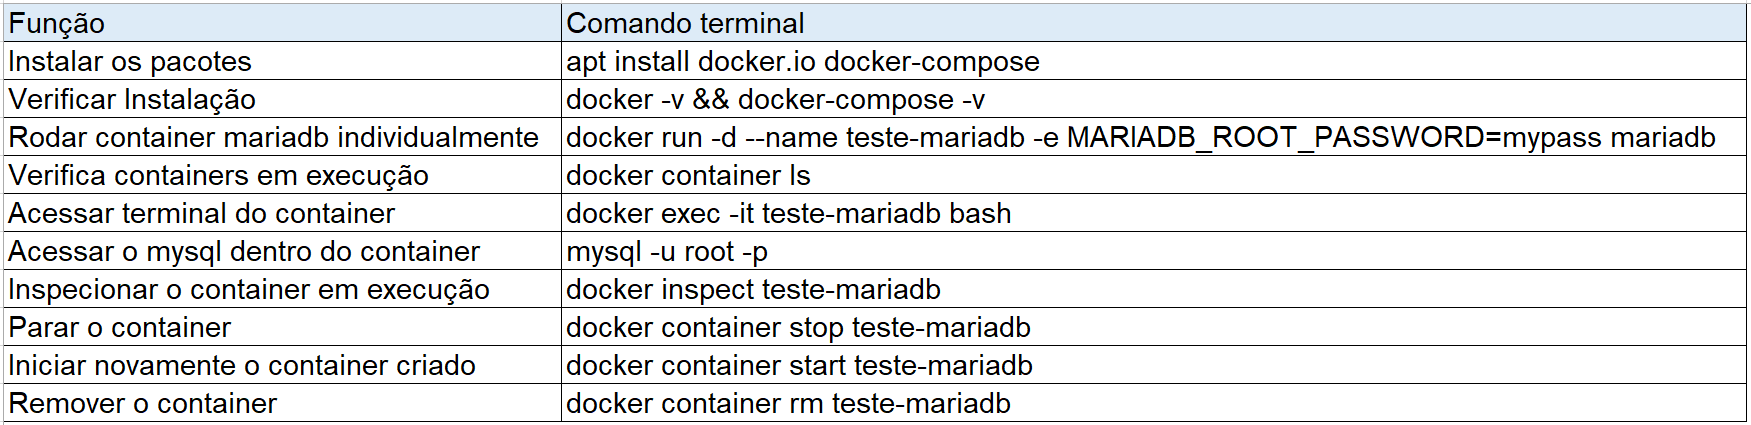 Função Comando terminal
Instalar os pacotes apt install docker.io docker-compose
Verificar Instalação docker -v && docker-compose -v
Rodar container mariadb individualmente docker run -d --name teste-mariadb -e MARIADB_ROOT_PASSWORD=mypass mariadb
Verifica containers em execução docker container ls
Acessar terminal do container docker exec -it teste-mariadb bash
Acessar o mysql dentro do container mysql -u root -p
Inspecionar o container em execução docker inspect teste-mariadb
Parar o container docker container stop teste-mariadb
Iniciar novamente o container criado docker container start teste-mariadb
Remover o container docker container rm teste-mariadb